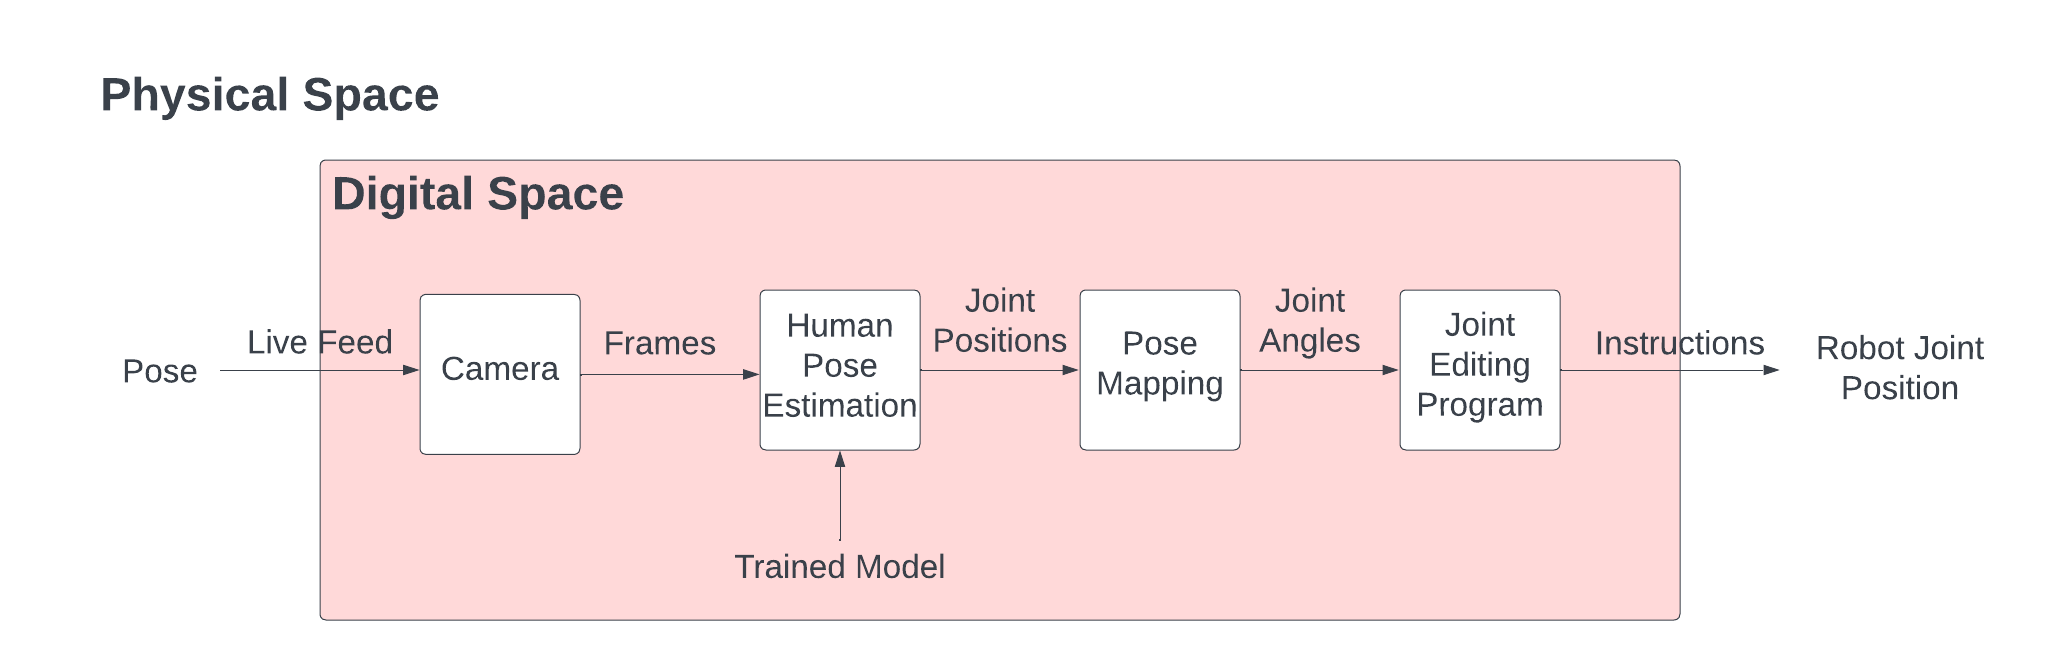 Physical Space
Digital Space
Pose
Live Feed
Camera
Frames
Human
Pose
Estimation
Trained Model
Joint
Positions
Pose
Mapping
Joint
Angles
Joint
Editing
Program
Instructions
Robot Joint
Position